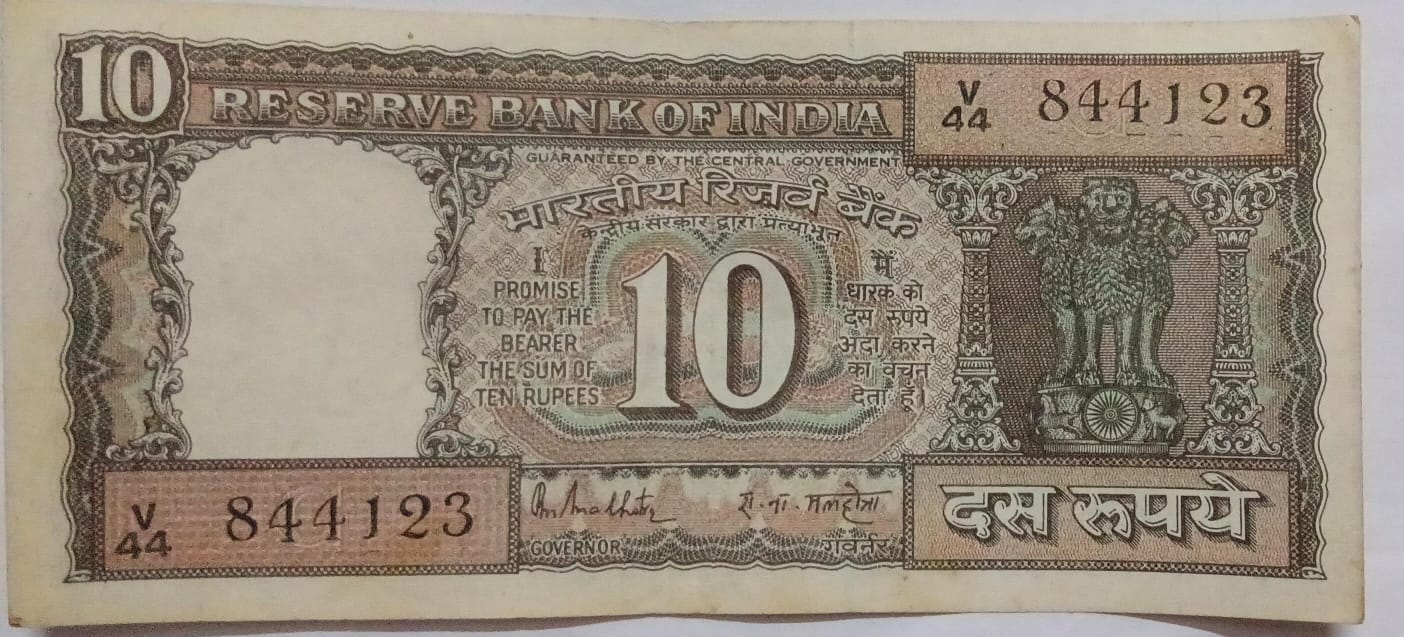 10
RESERVE BANK OF INDIA
V
44 844123
GUARANTEED BY THE CENTRAL GOVERNMENT
भारतीय रिज़र्व बैंक
केन्द्रीय सरकार द्वारा प्रत्याभूत
I
PROMISE
TO PAY THE
BEARER
THE SUM OF
TEN RUPEES
10
मैं
धारक को
दस रुपये
अदा करने
का वचन
देता हूँ।
V
44 844123
रा. ना. मलहोत्रा
GOVERNOR
गवर्नर
दस रूपये